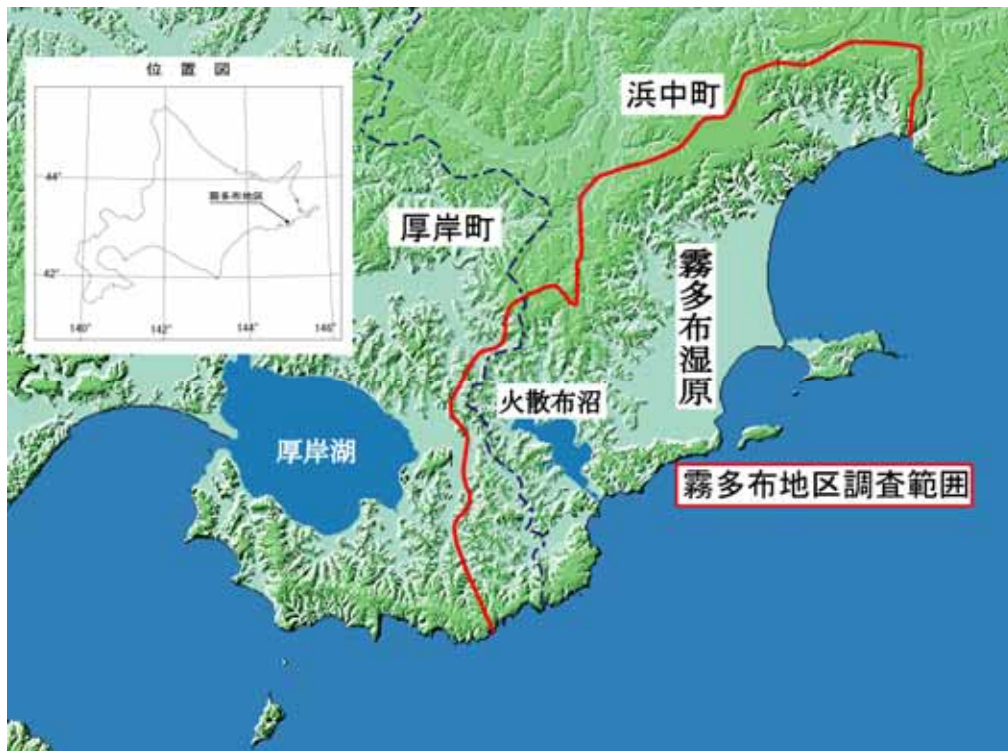 位置図
44°
霧多布地区
42°
140°
142°
144°
146°
浜中町
厚岸町
霧多布湿原
火散布沼
厚岸湖
霧多布地区調査範囲